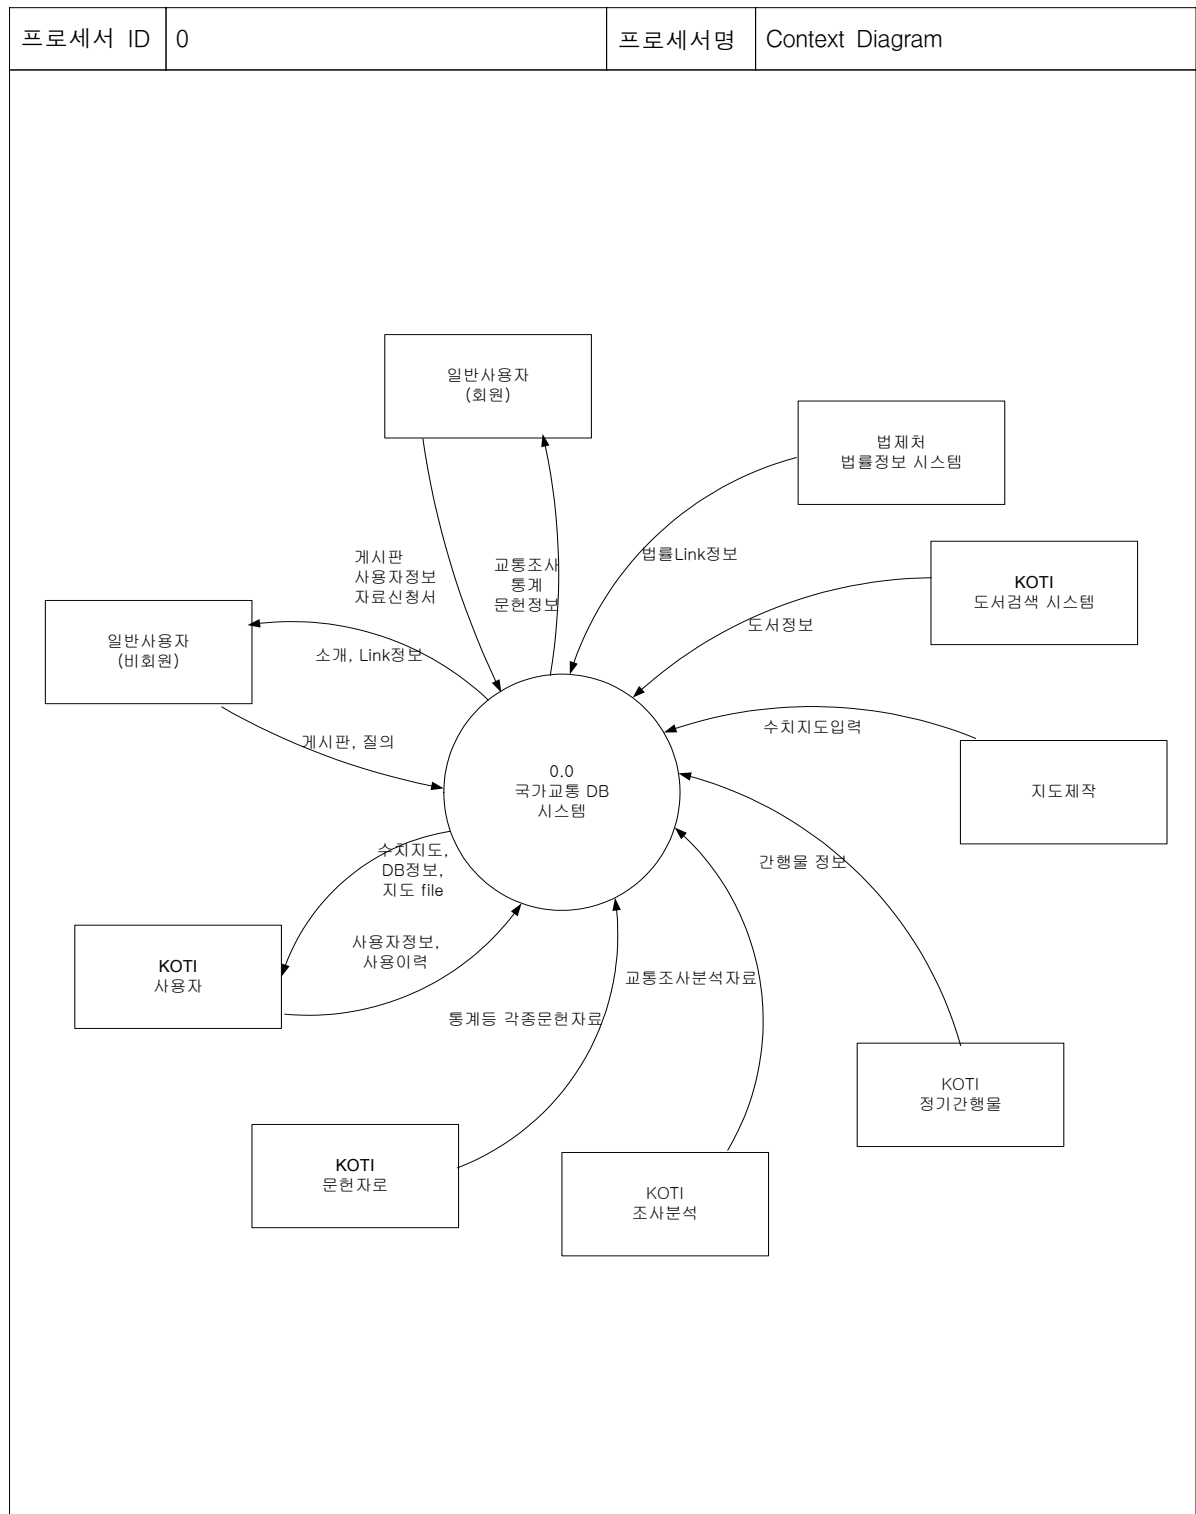 프로세서 ID
0
프로세서명
Context Diagram
일반사용자
(회원)
법제처
법률정보 시스템
게시판
사용자정보
자료신청서
교통조사
통계
문헌정보
법률Link정보
KOTI
도서검색 시스템
도서정보
일반사용자
(비회원)
소개, Link정보
게시판, 질의
수치지도입력
지도제작
0.0
국가교통 DB
시스템
수치지도,
DB정보,
지도 file
간행물 정보
KOTI
사용자
사용자정보,
사용이력
교통조사분석자료
통계등 각종문헌자료
KOTI
정기간행물
KOTI
문헌자로
KOTI
조사분석